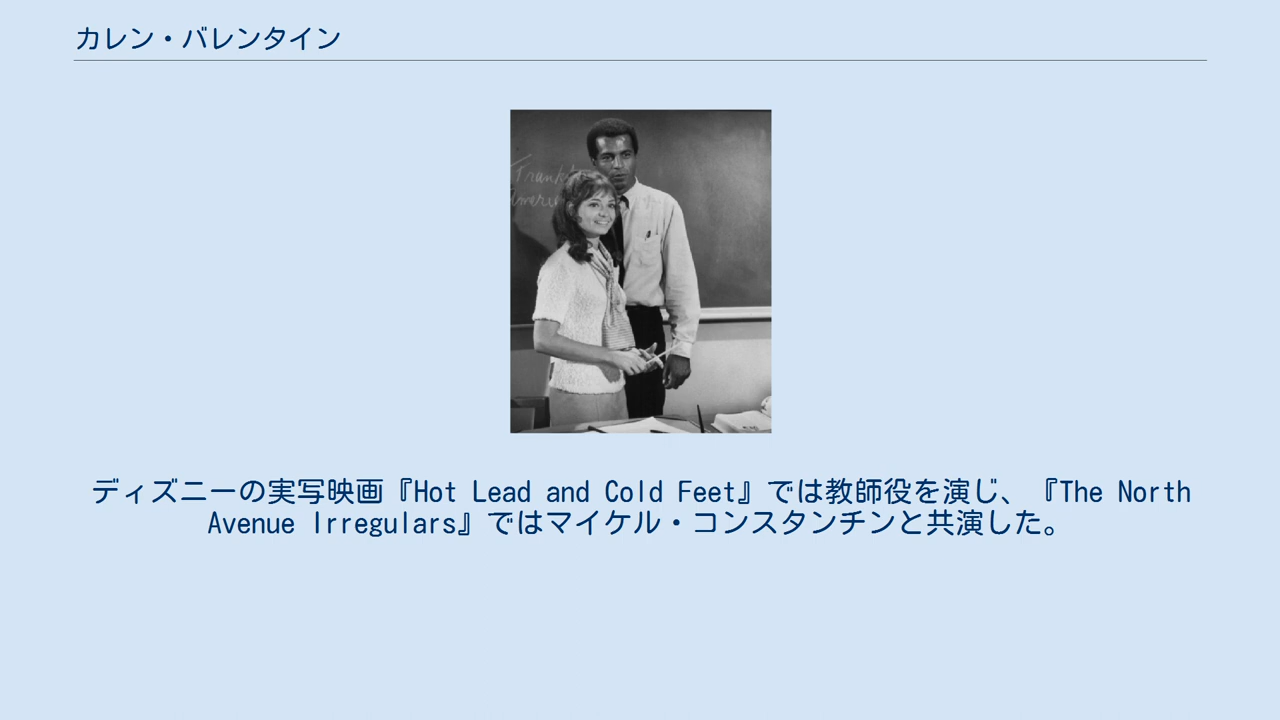 カレン・バレンタイン
Frankl
Ameri
ディズニーの実写映画『Hot Lead and Cold Feet』では教師役を演じ、『The North
Avenue Irregulars』ではマイケル・コンスタンチンと共演した。